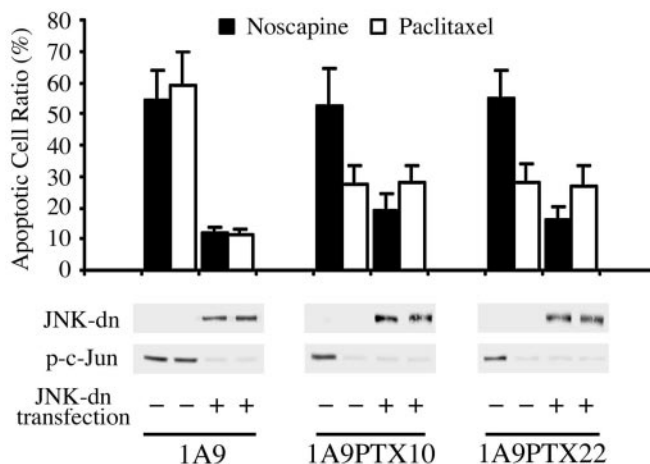 Noscapine Paclitaxel
Apoptotic Cell Ratio (%)
80
70
60
50
40
30
20
10
0
JNK-dn
p-c-Jun
JNK-dn
transfection
− − + + − − + + − − + +
1A9 1A9PTX10 1A9PTX22